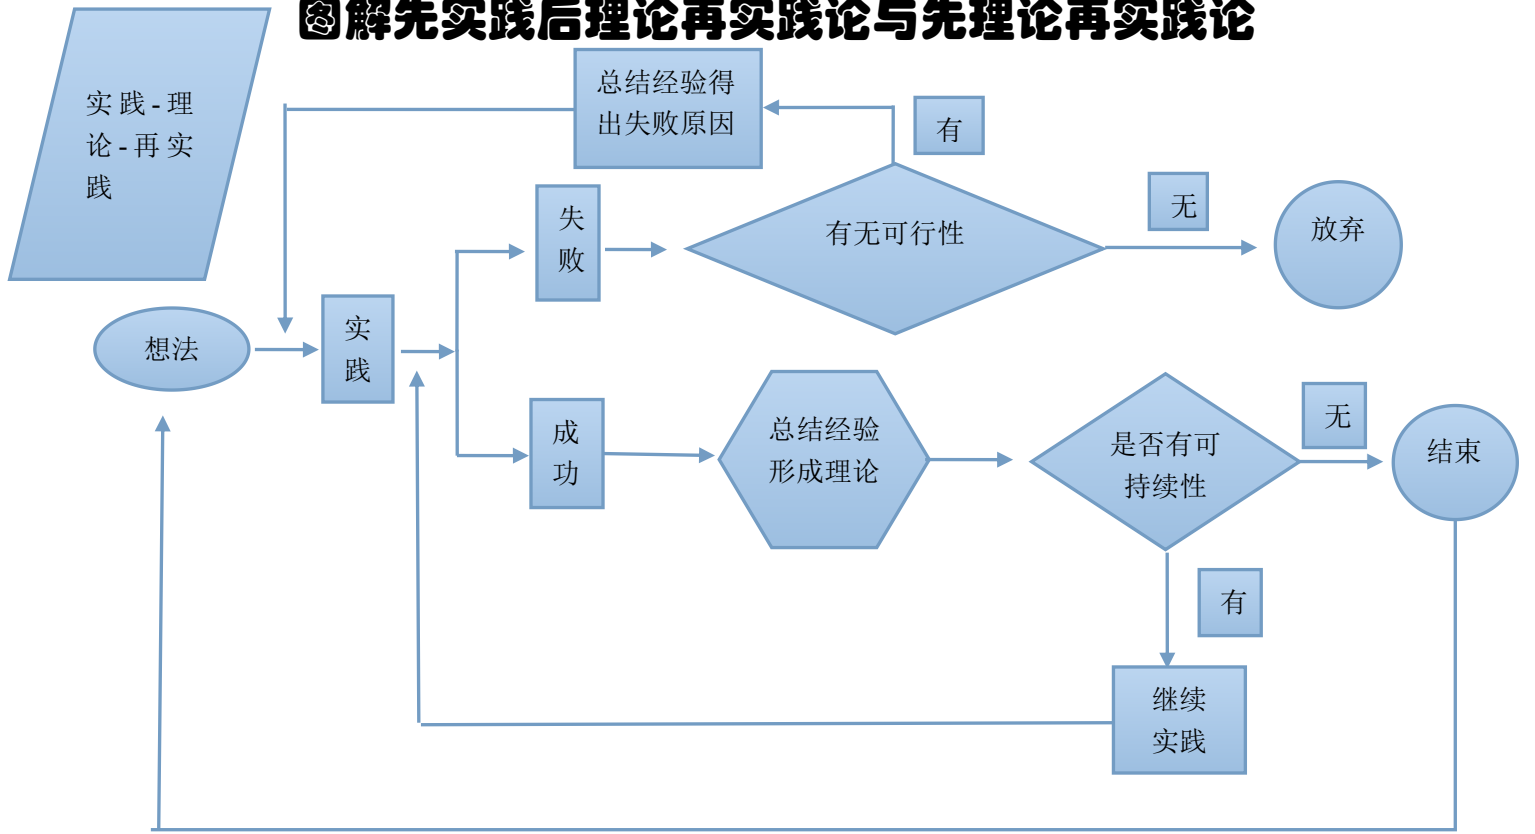 图解先实践后理论再实践论与先理论再实践论
实践-理
论-再实
践
总结经验得
出失败原因
有
失
败
有无可行性
无
放弃
想法
实
践
成
功
总结经验
形成理论
是否有可
持续性
无
结束
有
继续
实践